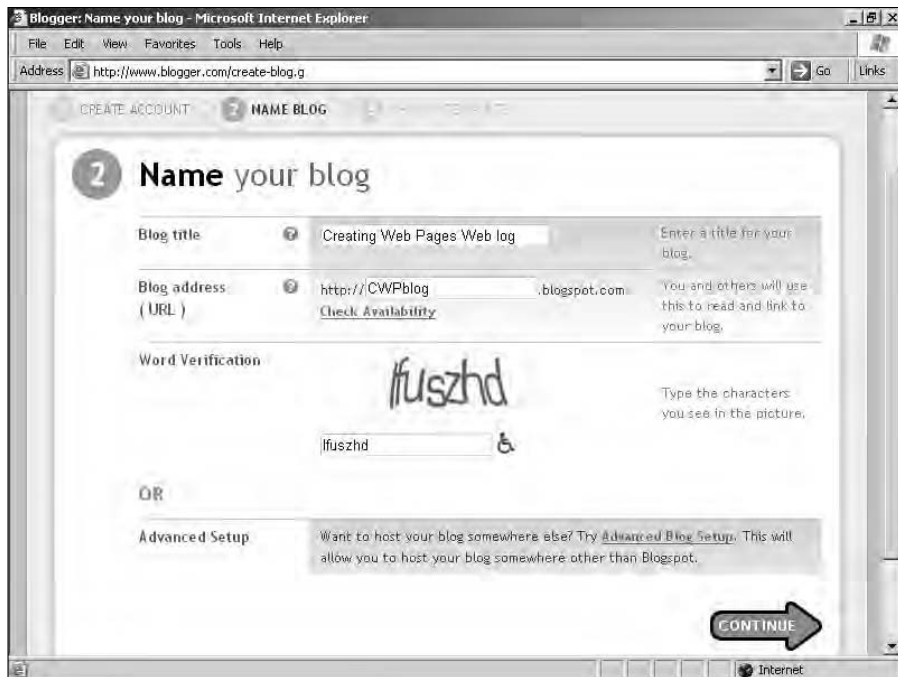 Blogger: Name your blog - Microsoft Internet Explorer
File Edit View Favorites Tools Help
Address http://www.blogger.com/create-blog.g Go Links
CREATE ACCOUNT 2 NAME BLOG
2 Name your blog
Blog title ? Creating Web Pages Web log Enter a title for your
blog.
Blog address ? http:// CWPblog .blogspot.com You and others will use
( URL ) Check Availability this to read and link to
your blog.
Word Verification
lfuszhd
Type the characters
you see in the picture.
lfuszhd
OR
Advanced Setup Want to host your blog somewhere else? Try Advanced Blog Setup. This will
allow you to host your blog somewhere other than Blogspot.
CONTINUE
Internet